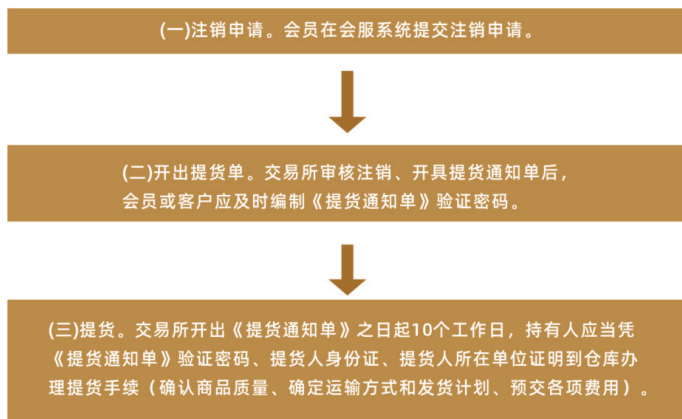 (一)注销申请。会员在会服系统提交注销申请。
(二)开出提货单。交易所审核注销、开具提货通知单后，
会员或客户应及时编制《提货通知单》验证密码。
(三)提货。交易所开出《提货通知单》之日起10个工作日，持有人应当凭
《提货通知单》验证密码、提货人身份证、提货人所在单位证明到仓库办
理提货手续（确认商品质量、确定运输方式和发货计划、预交各项费用）。